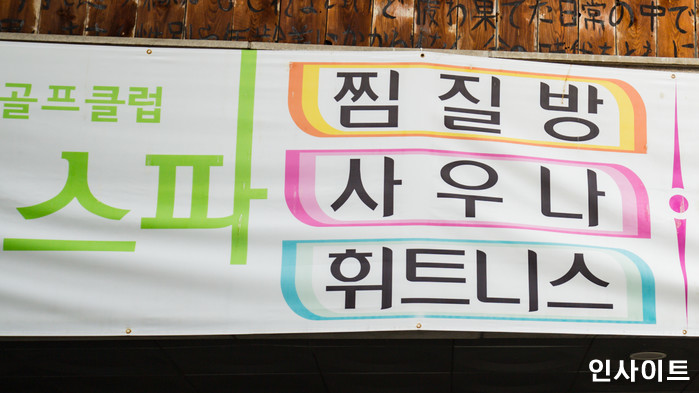 골프클럽
스파
찜질방
사우나
휘트니스
인사이트